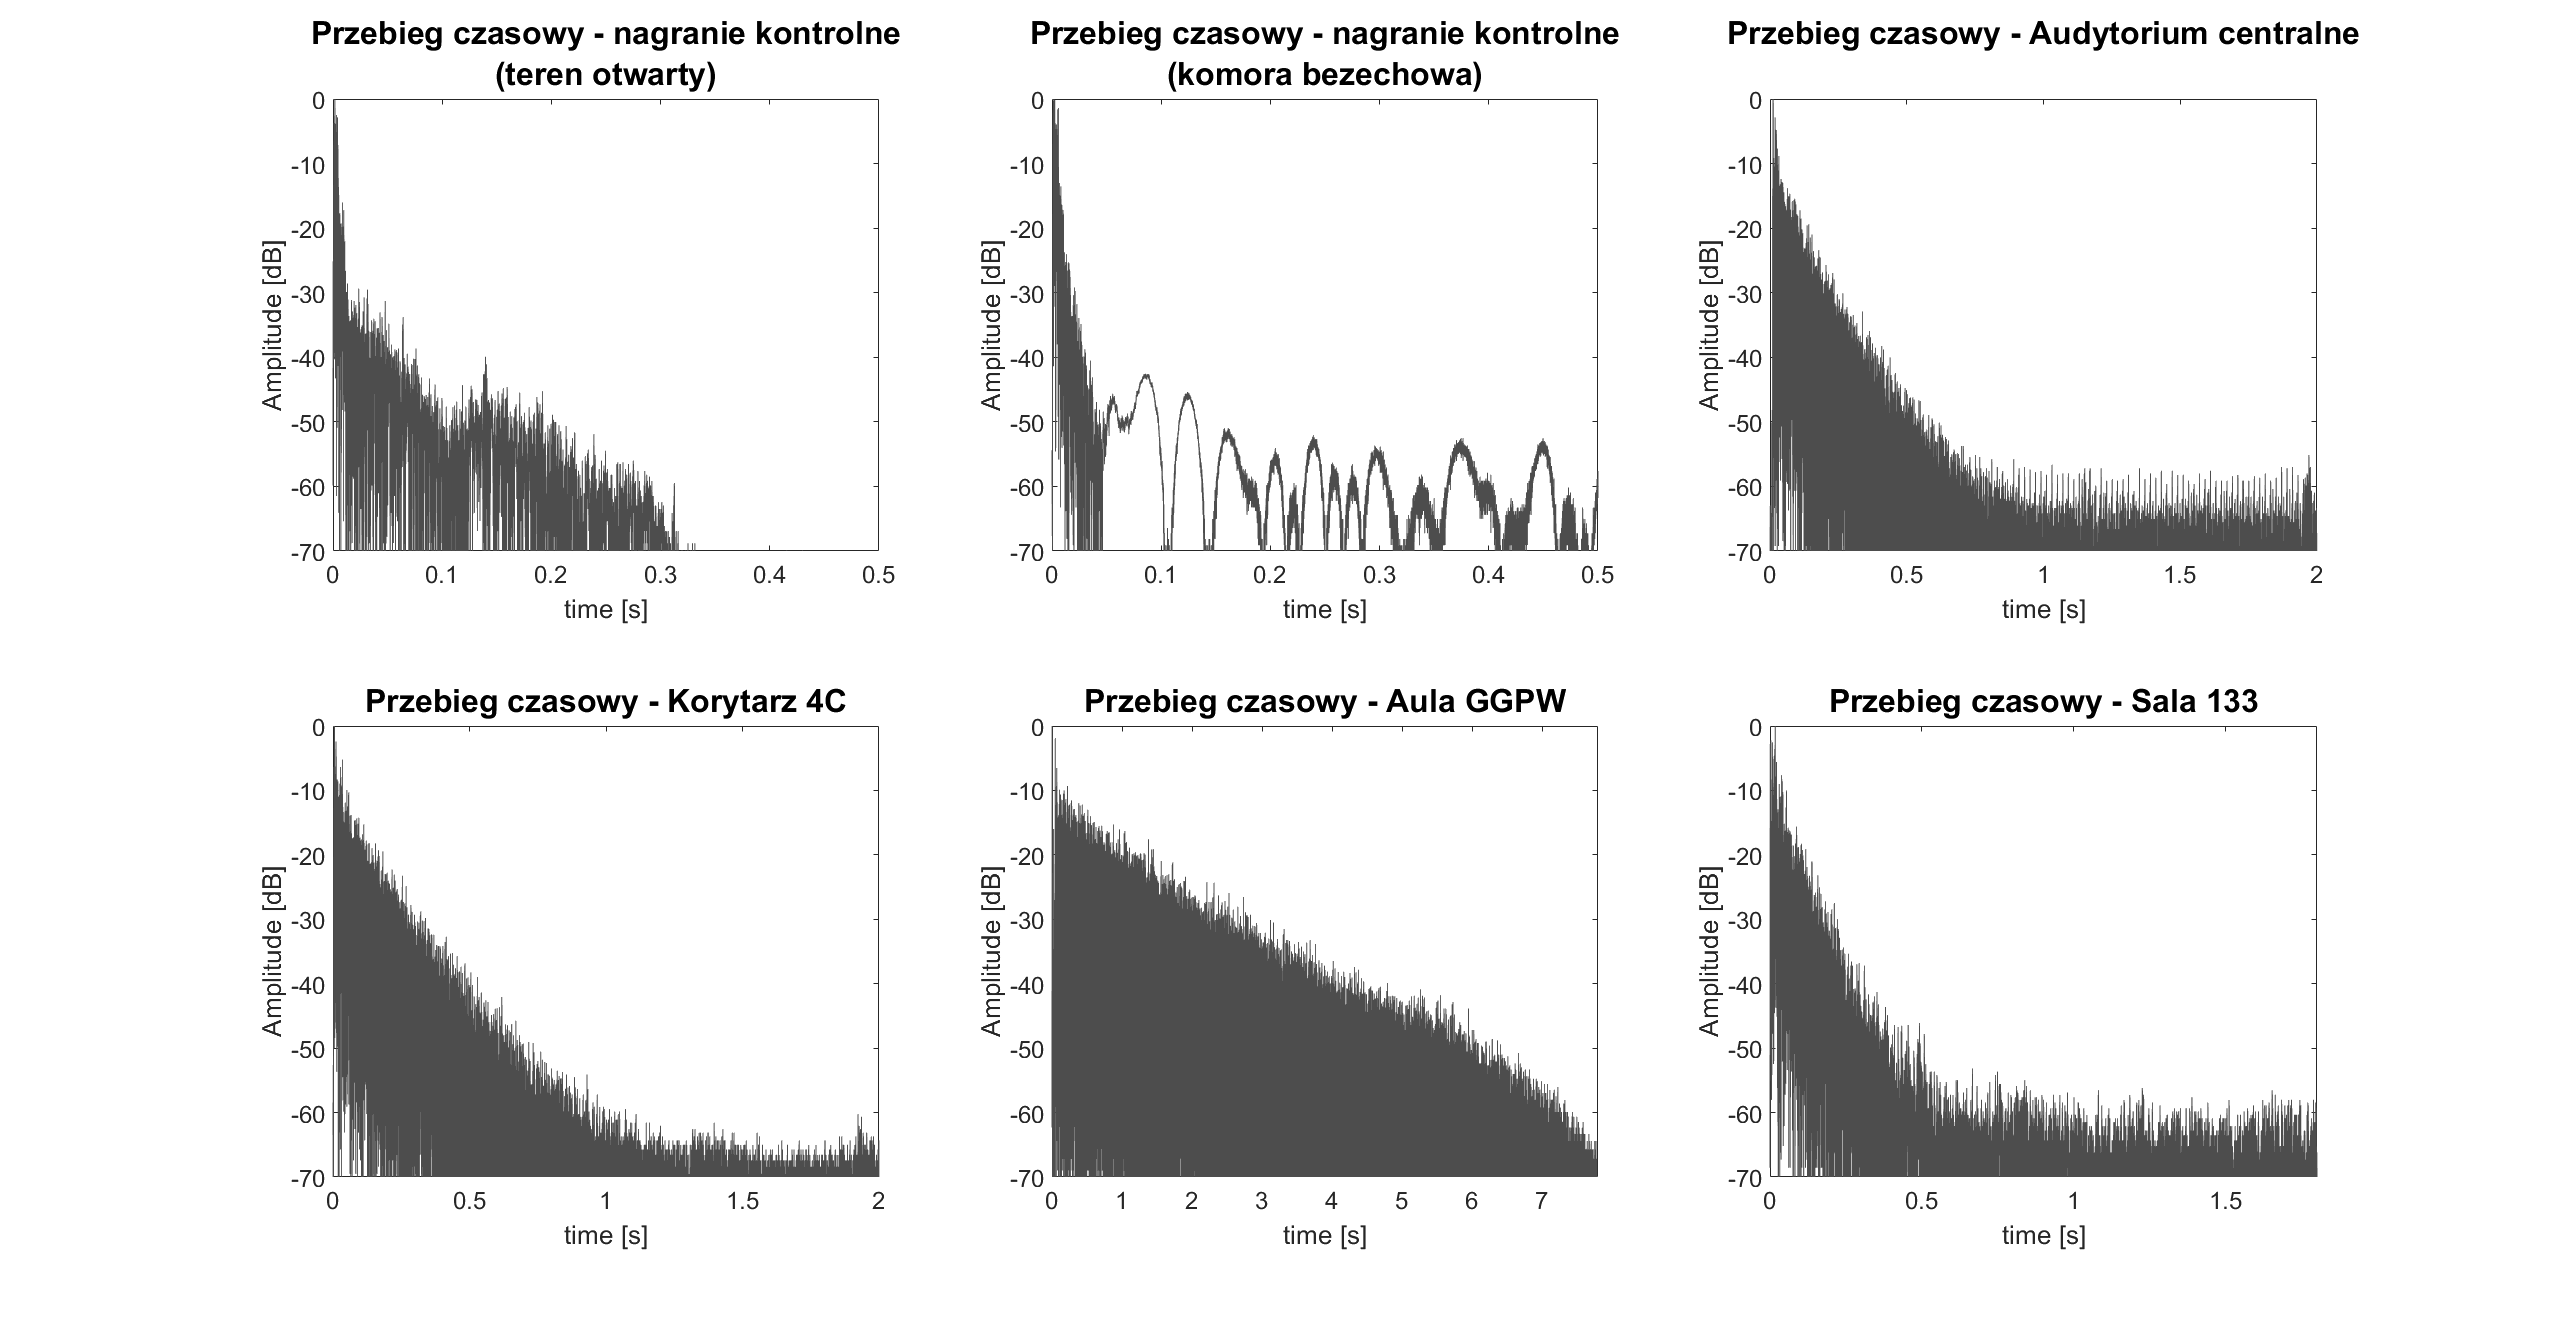 Przebieg czasowy - nagranie kontrolne
(teren otwarty)
0
-10
-20
-30
-40
-50
-60
-70
Amplitude [dB]
0 0.1 0.2 0.3 0.4 0.5
time [s]
Przebieg czasowy - nagranie kontrolne
(komora bezechowa)
0
-10
-20
-30
-40
-50
-60
-70
Amplitude [dB]
0 0.1 0.2 0.3 0.4 0.5
time [s]
Przebieg czasowy - Audytorium centralne
0
-10
-20
-30
-40
-50
-60
-70
Amplitude [dB]
0 0.5 1 1.5 2
time [s]
Przebieg czasowy - Korytarz 4C
0
-10
-20
-30
-40
-50
-60
-70
Amplitude [dB]
0 0.5 1 1.5 2
time [s]
Przebieg czasowy - Aula GGPW
0
-10
-20
-30
-40
-50
-60
-70
Amplitude [dB]
0 1 2 3 4 5 6 7
time [s]
Przebieg czasowy - Sala 133
0
-10
-20
-30
-40
-50
-60
-70
Amplitude [dB]
0 0.5 1 1.5
time [s]